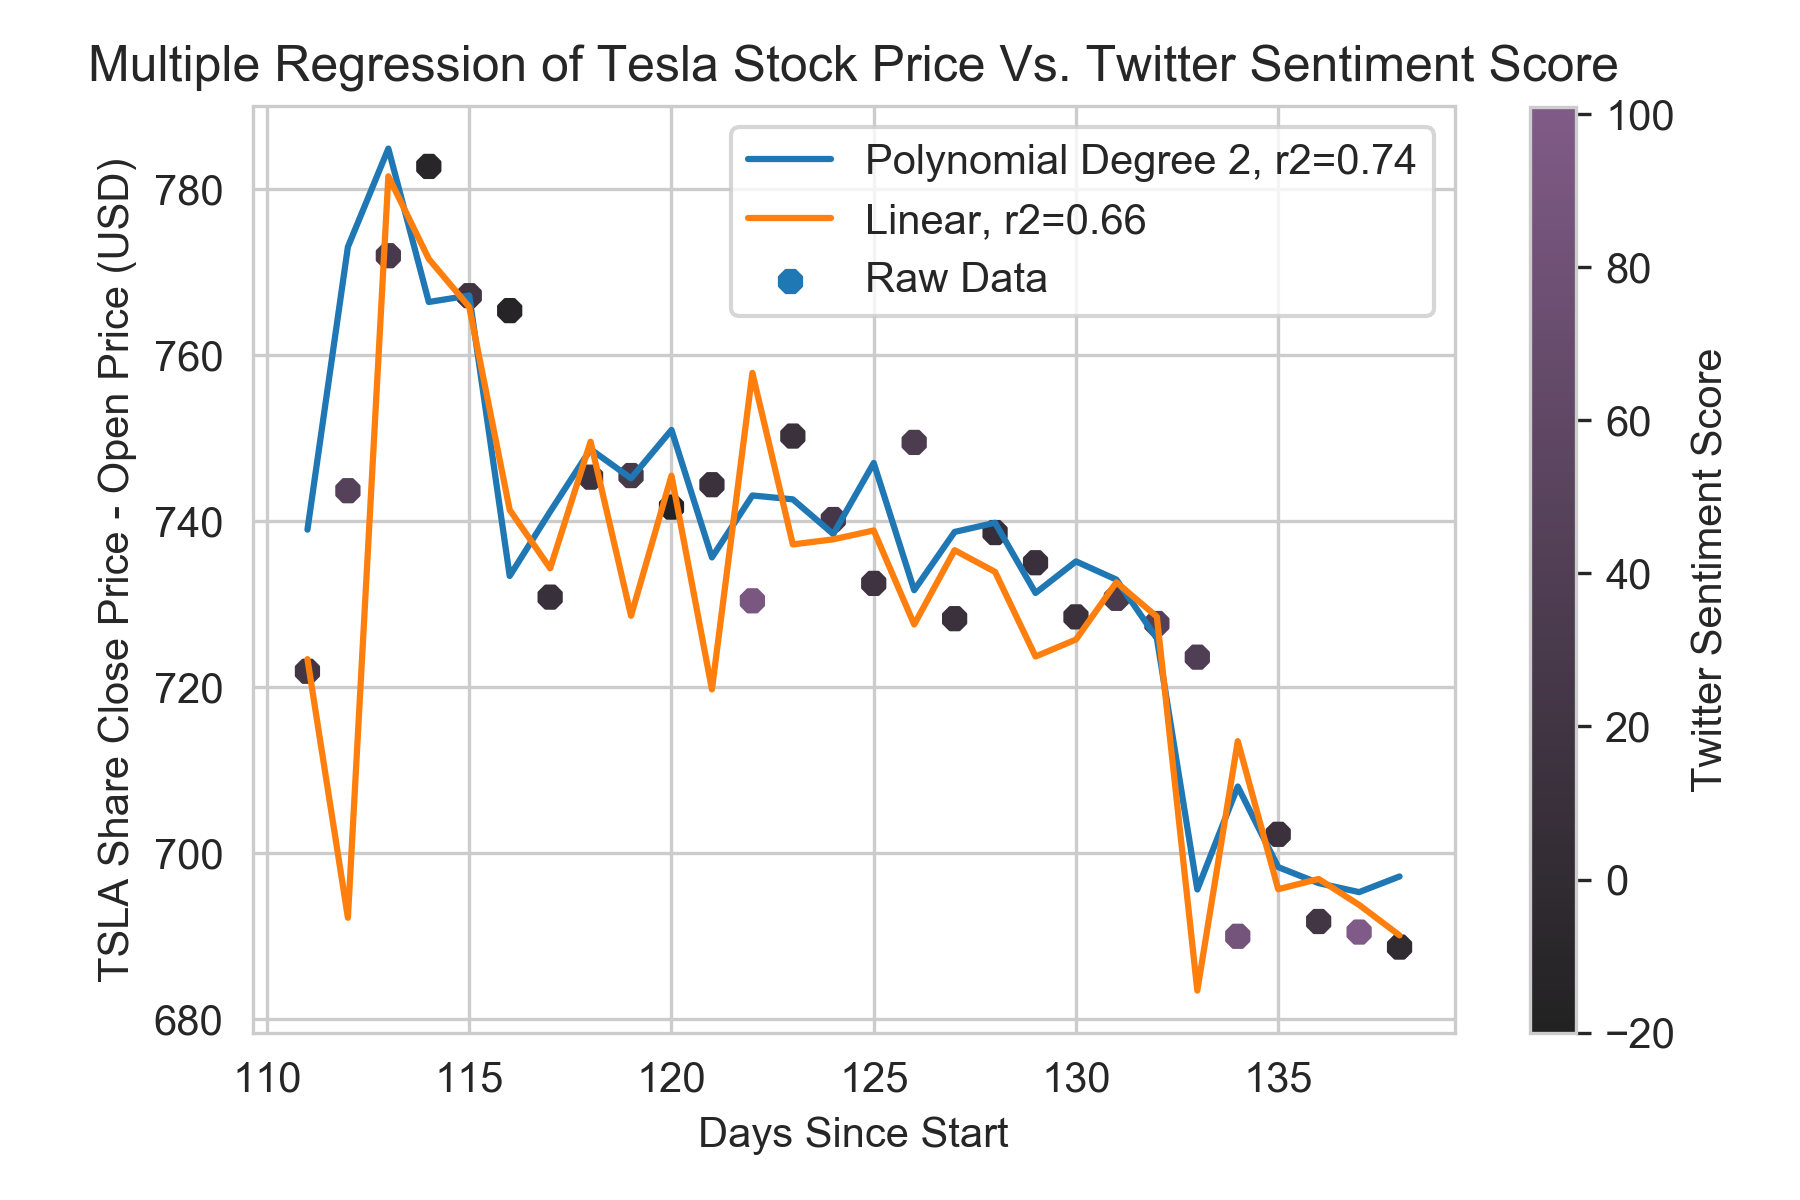 Multiple Regression of Tesla Stock Price Vs. Twitter Sentiment Score
Polynomial Degree 2, r2=0.74
Linear, r2=0.66
Raw Data
TSLA Share Close Price - Open Price (USD)
780
760
740
720
700
680
110
115
120
125
130
135
Days Since Start
100
80
60
40
20
0
−20
Twitter Sentiment Score